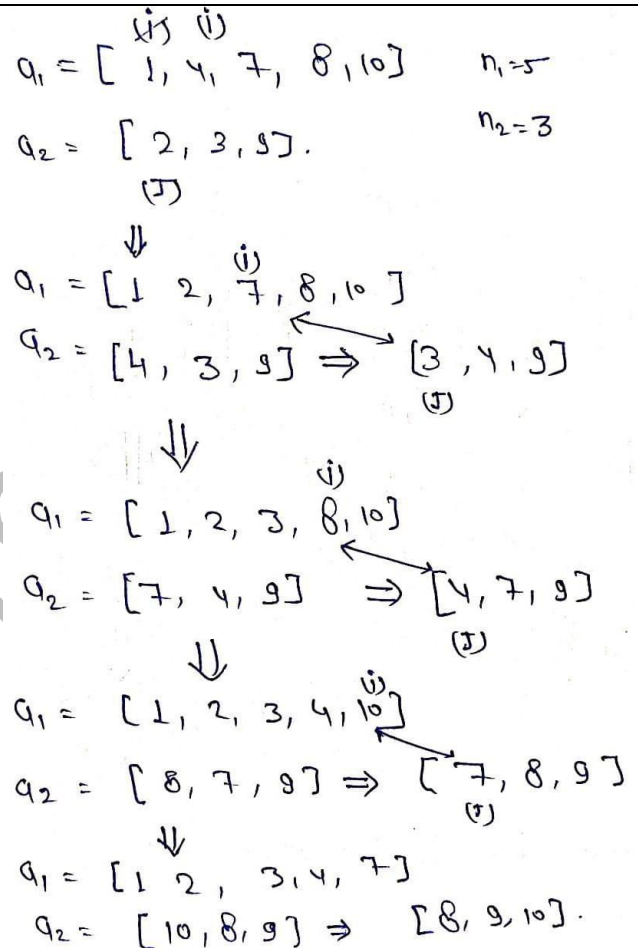 (i) (i)
a₁ = [ 1, 4, 7, 8, 10] n₁=5
a₂ = [ 2, 3, 9]. n₂=3
(J)
⇓
(i)
a₁ = [1 2, 7, 8, 10 ]
a₂ = [4, 3, 9] ⇒ [3, 4, 9]
(J)
⇓
(i)
a₁ = [ 1, 2, 3, 8, 10]
a₂ = [7, 4, 9] ⇒ [4, 7, 9]
(J)
⇓
(i)
a₁ = [1, 2, 3, 4, 10]
a₂ = [ 8, 7, 9] ⇒ [ 7, 8, 9]
(J)
⇓
a₁ = [1 2, 3, 4, 7]
a₂ = [10, 8, 9] ⇒ [8, 9, 10].